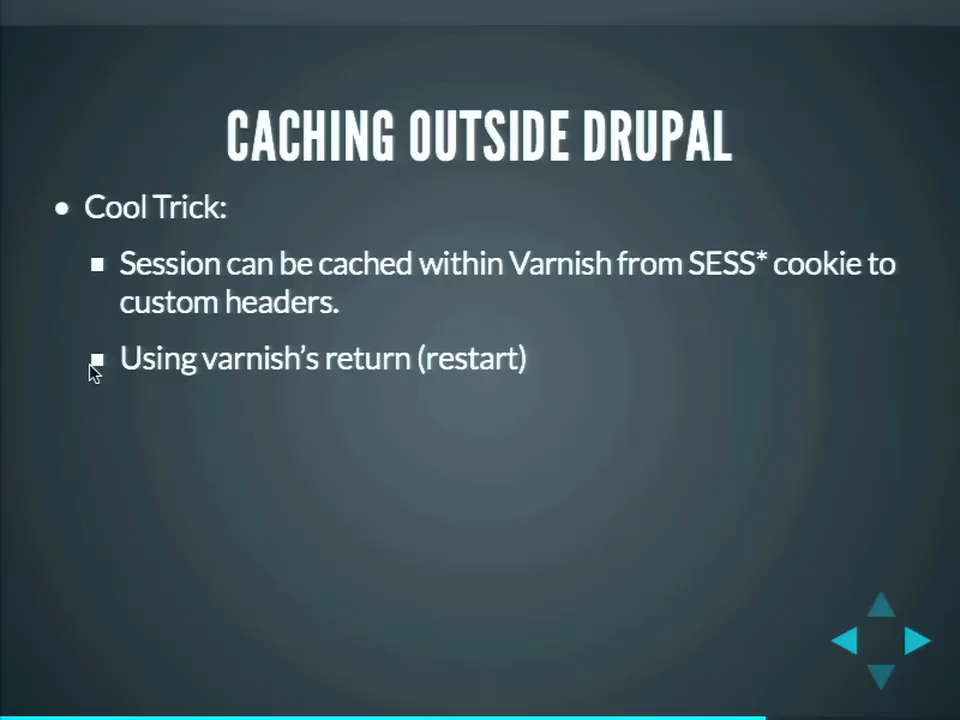 CACHING OUTSIDE DRUPAL
Cool Trick:
Session can be cached within Varnish from SESS* cookie to
custom headers.
Using varnish’s return (restart)